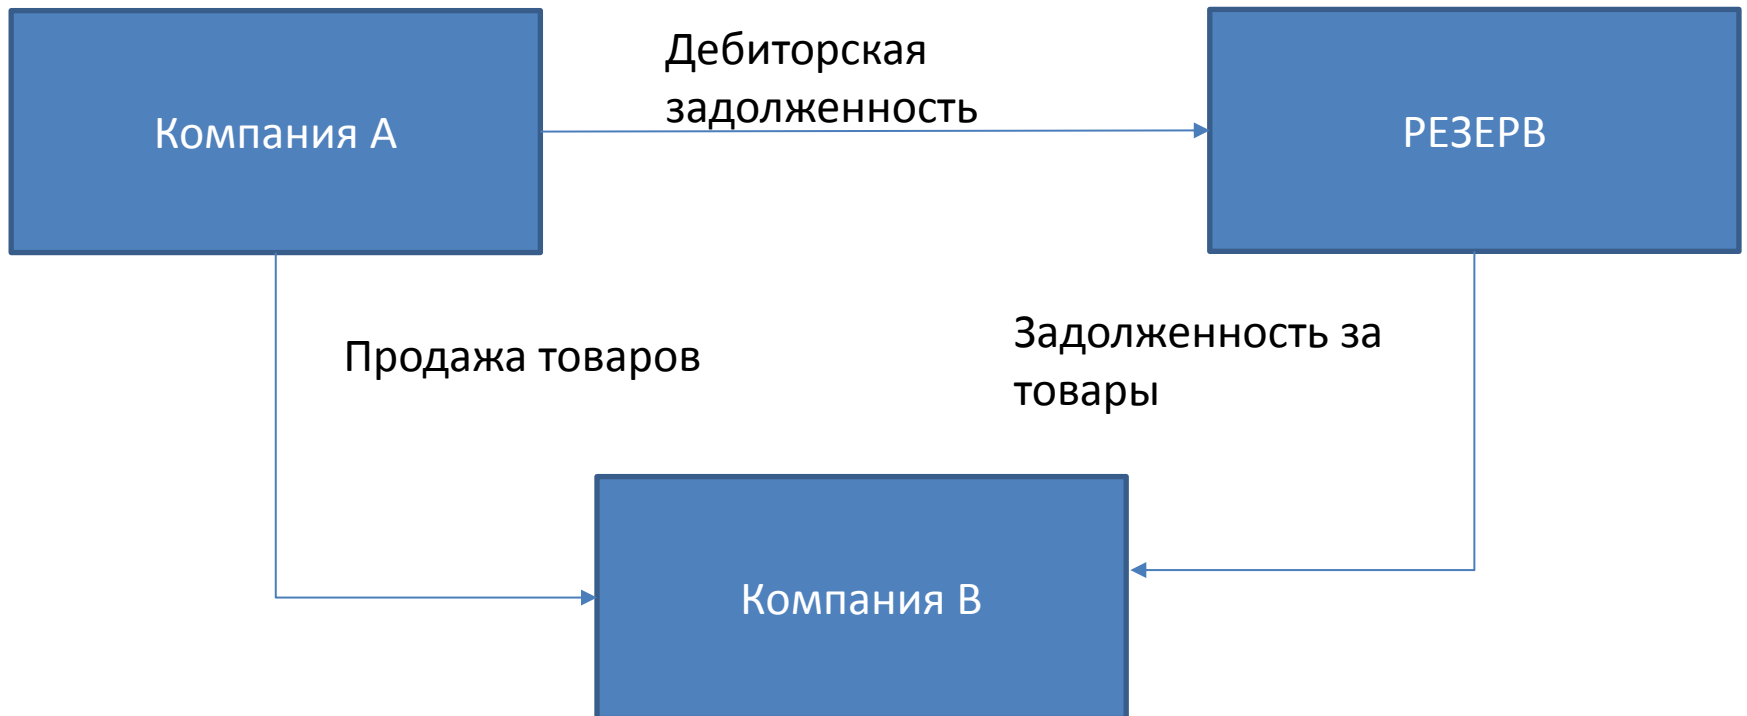 Дебиторская
задолженность
Компания А
РЕЗЕРВ
Продажа товаров
Задолженность за
товары
Компания В